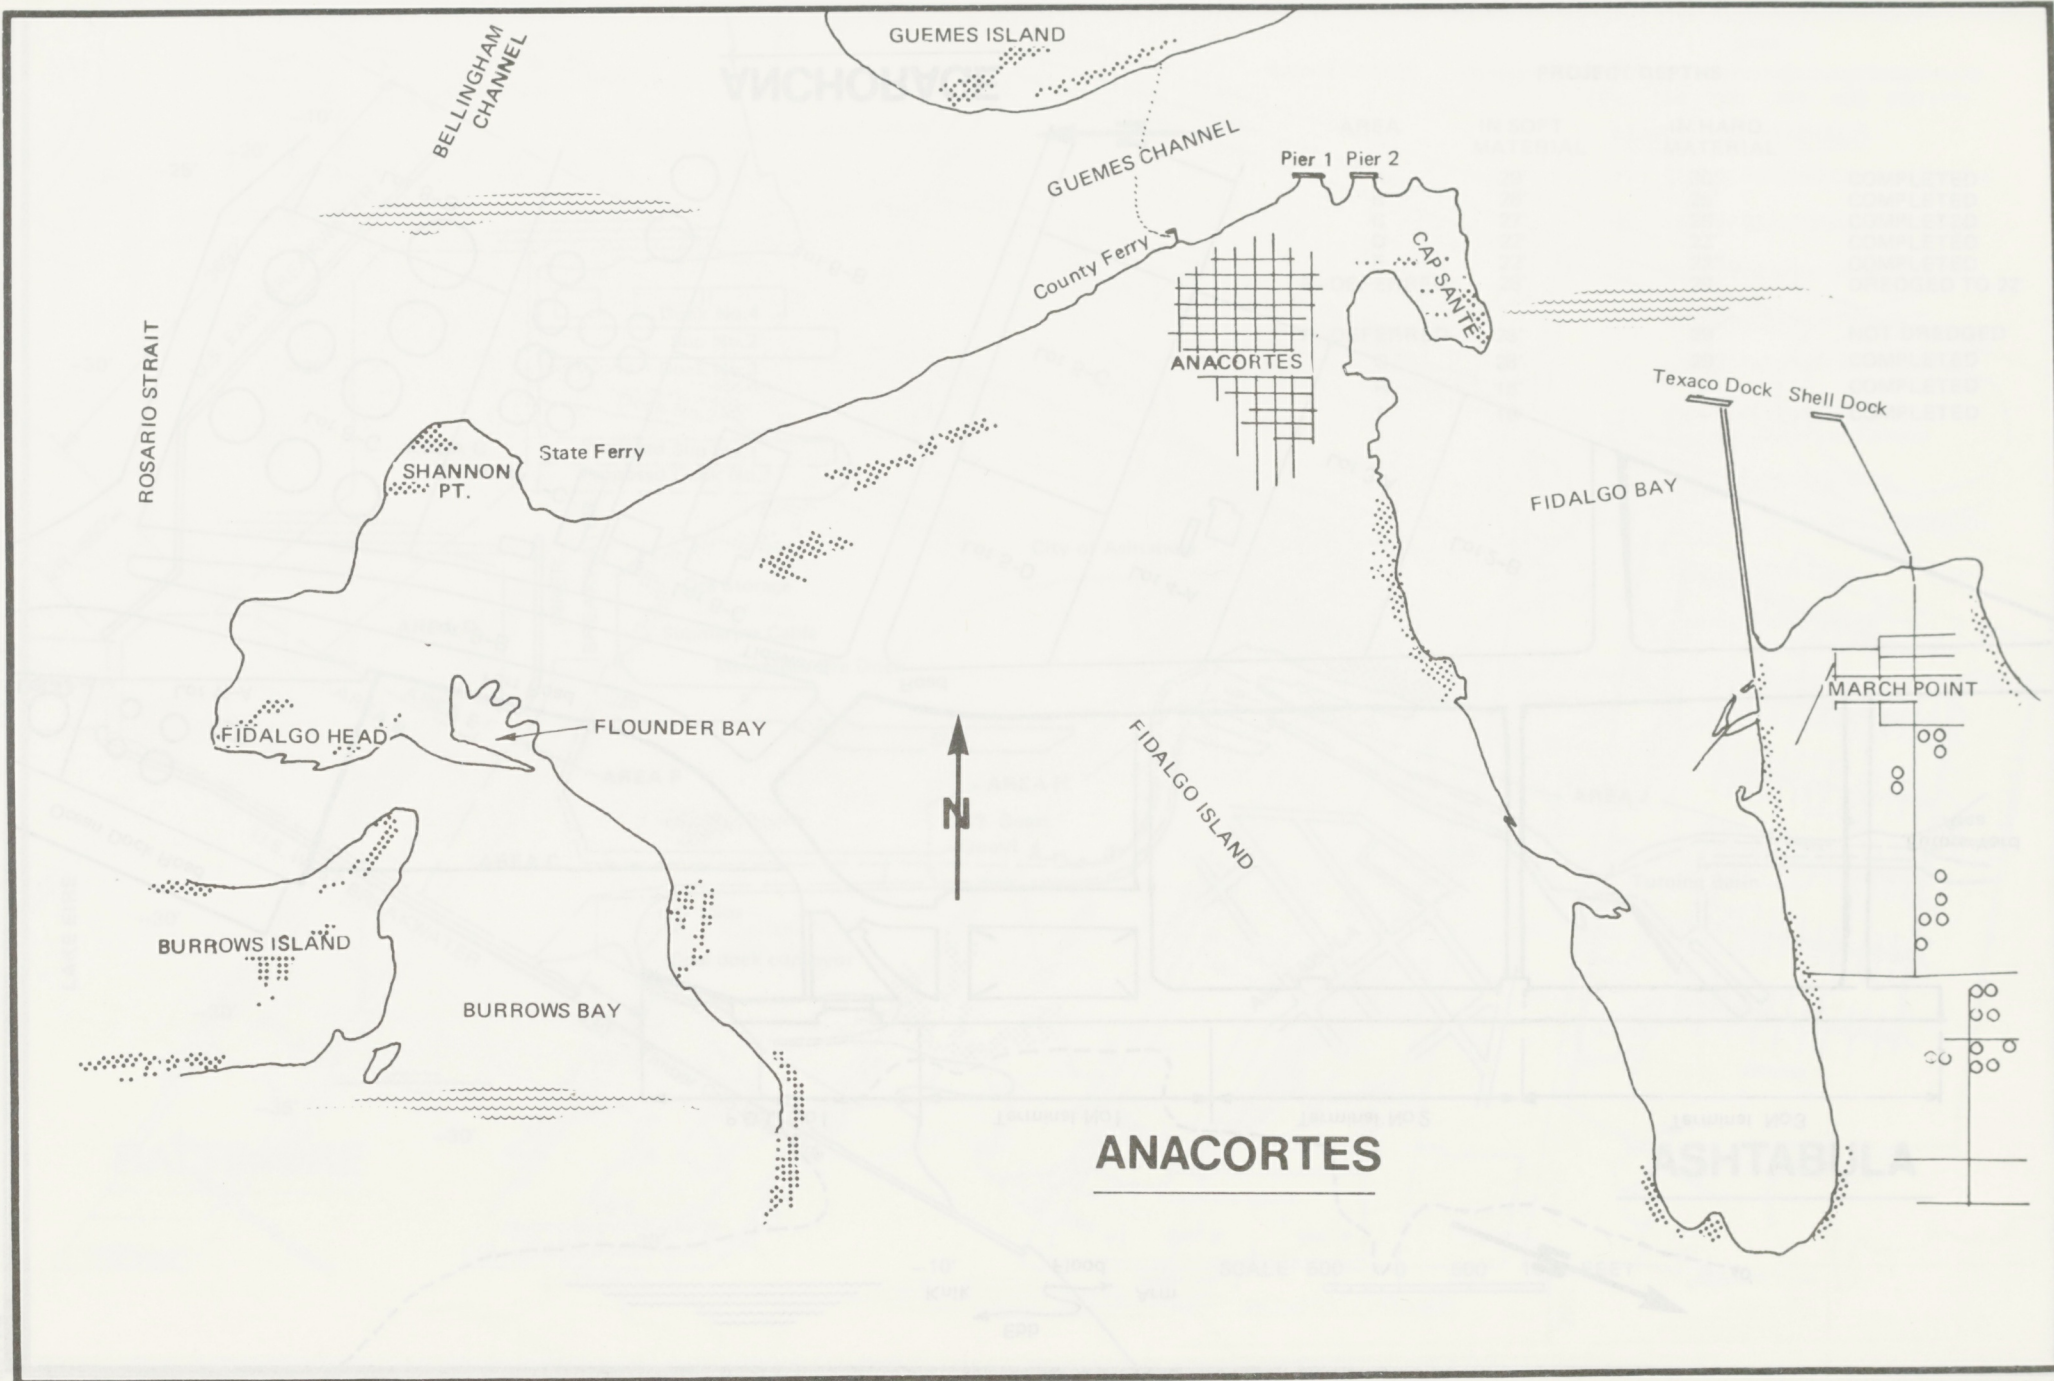 GUEMES ISLAND
BELLINGHAM
CHANNEL
GUEMES CHANNEL
Pier 1 Pier 2
County Ferry
CAP SANTE
ROSARIO STRAIT
ANACORTES
Texaco Dock Shell Dock
State Ferry
SHANNON
PT.
FIDALGO BAY
MARCH POINT
FIDALGO HEAD
FLOUNDER BAY
FIDALGO ISLAND
N
BURROWS ISLAND
BURROWS BAY
ANACORTES